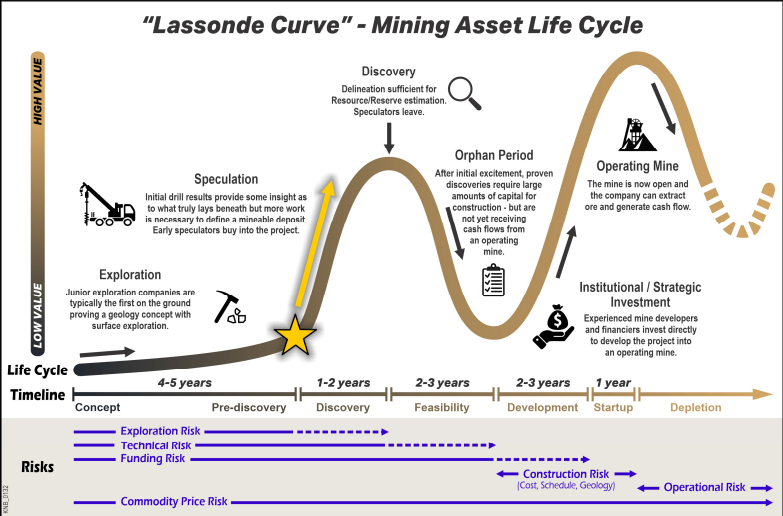 “Lassonde Curve” - Mining Asset Life Cycle
HIGH VALUE
LOW VALUE
Discovery
Delineation sufficient for
Resource/Reserve estimation.
Speculators leave.
Speculation
Initial drill results provide some insight as
to what truly lays beneath but more work
is necessary to define a mineable deposit
Early speculators buy into the project.
Exploration
Junior exploration companies are
typically the first on the ground
proving a geology concept with
surface exploration.
Orphan Period
After initial excitement, proven
discoveries require large
amounts of capital for
construction - but are
not yet receiving
cash flows from
an operating
mine.
Operating Mine
The mine is now open and
the company can extract
ore and generate cash flow.
Institutional / Strategic
Investment
Experienced mine developers
and financiers invest directly
to develop the project into
an operating mine.
Life Cycle
Timeline
4-5 years
1-2 years
2-3 years
2-3 years
1 year
Concept
Pre-discovery
Discovery
Feasibility
Development
Startup
Depletion
Risks
Exploration Risk
Technical Risk
Funding Risk
Construction Risk
(Cost, Schedule, Geology)
Operational Risk
Commodity Price Risk
KNB_0132